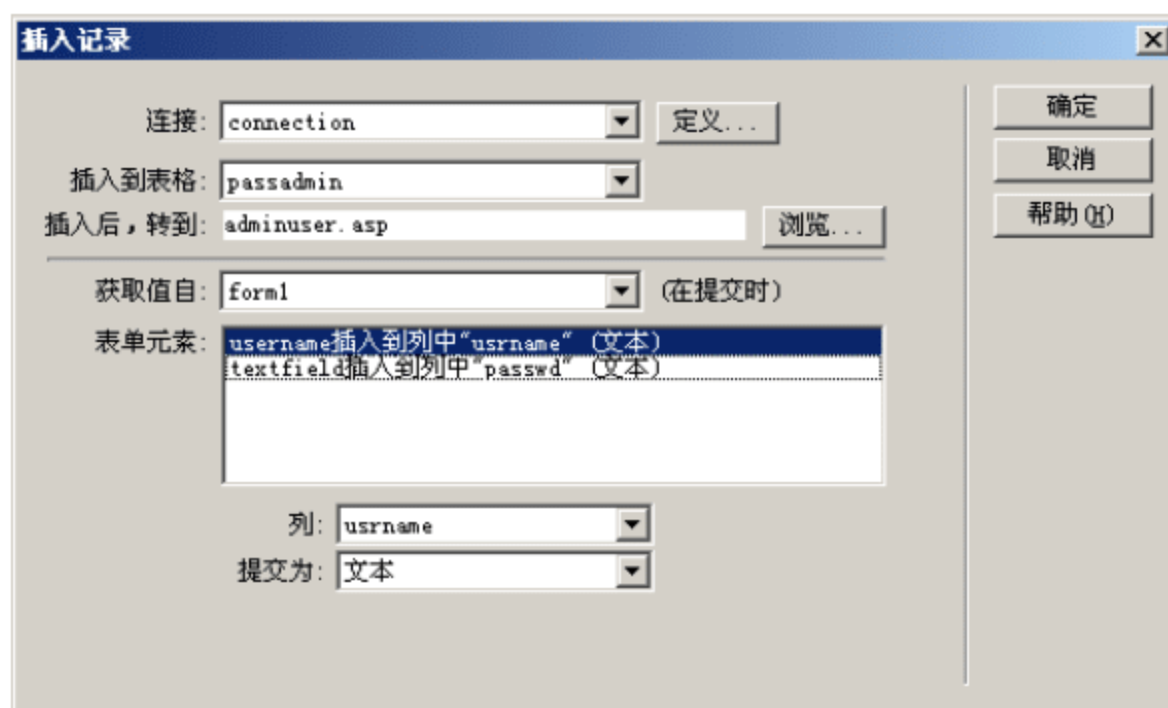 插入记录
连接: connection 定义... 确定
取消
插入到表格: passadmin
插入后,转到: adminuser.asp 浏览... 帮助(H)
获取值自: form1 (在提交时)
表单元素: username插入到列中"usrname" (文本)
textfield插入到列中"passwd" (文本)
列: usrname
提交为: 文本